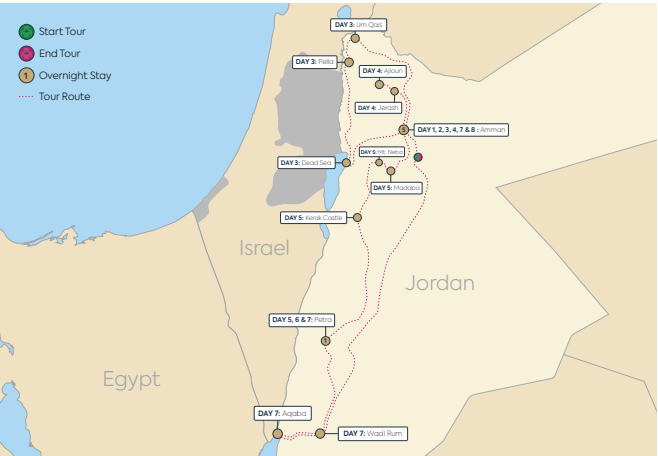 Start Tour
End Tour
1 Overnight Stay
Tour Route
DAY 3: Um Qais
DAY 3: Pella
DAY 4: Ajloun
DAY 4: Jerash
5
DAY 1, 2, 3, 4, 7 & 8 : Amman
DAY 3: Dead Sea
DAY 5: Mt. Nebo
DAY 5: Madaba
DAY 5: Kerak Castle
Israel
Jordan
DAY 5, 6 & 7: Petra
1
Egypt
DAY 7: Aqaba
DAY 7: Wadi Rum